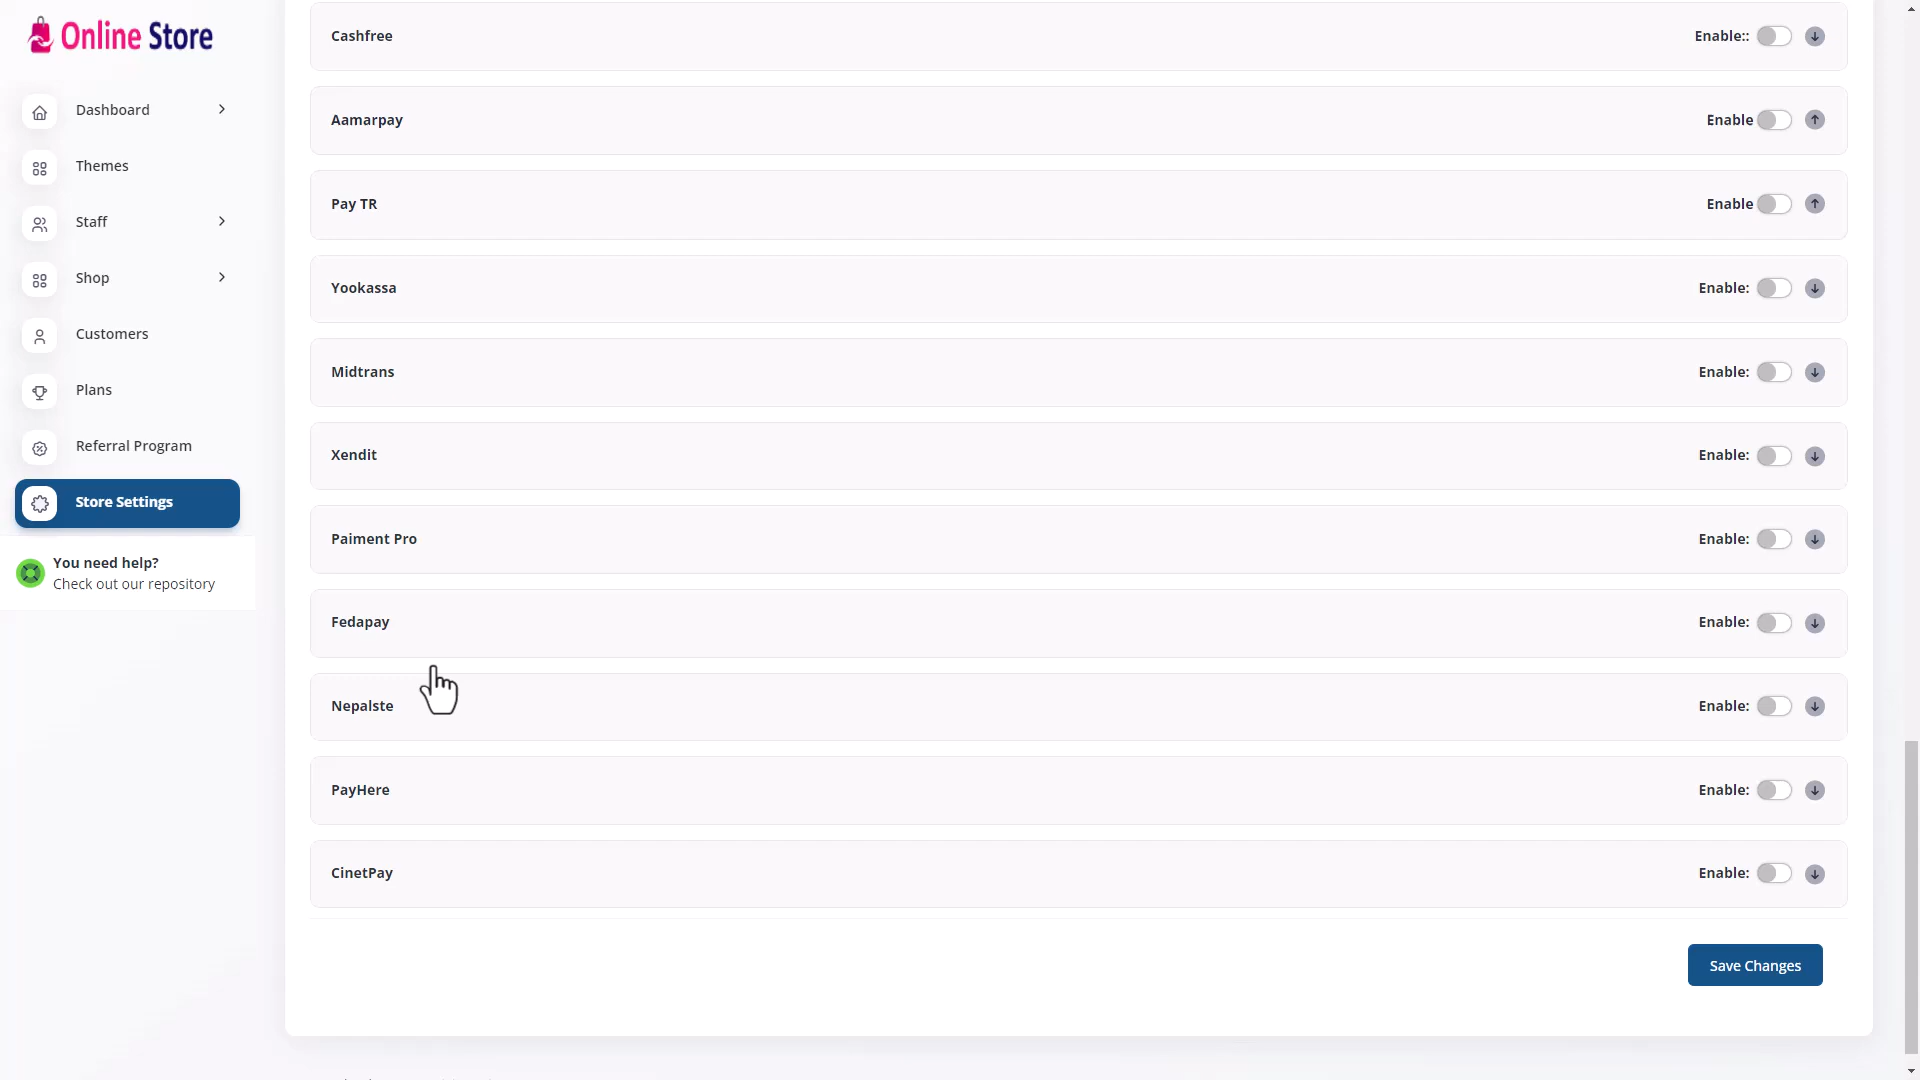 Online Store
Dashboard
Themes
Staff
Shop
Customers
Plans
Referral Program
Store Settings
You need help?
Check out our repository
Cashfree
Enable::
Aamarpay
Enable
Pay TR
Enable
Yookassa
Enable:
Midtrans
Enable:
Xendit
Enable:
Paiment Pro
Enable:
Fedapay
Enable:
Nepalste
Enable:
PayHere
Enable:
CinetPay
Enable:
Save Changes